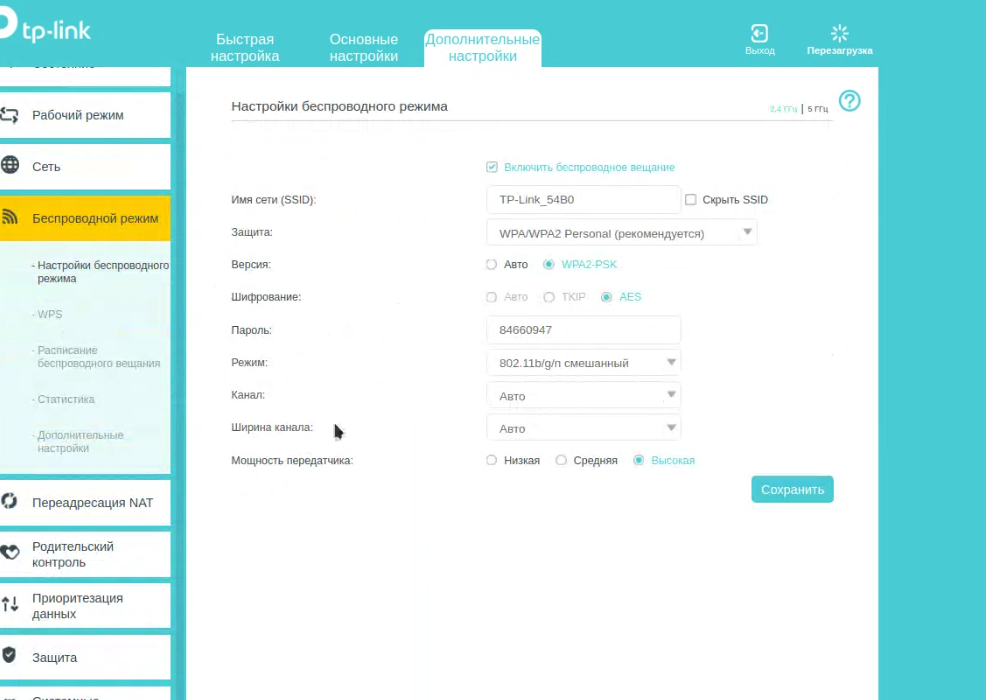 tp-link
Быстрая
настройка
Основные
настройки
Дополнительные
настройки
Выход
Перезагрузка
Рабочий режим
Сеть
Беспроводной режим
- Настройки беспроводного
режима
- WPS
- Расписание
беспроводного вещания
- Статистика
- Дополнительные
настройки
Переадресация NAT
Родительский
контроль
Приоритезация
данных
Защита
Настройки беспроводного режима
2,4 ГГц | 5 ГГц
?
Включить беспроводное вещание
Имя сети (SSID): TP-Link_54B0 Скрыть SSID
Защита: WPA/WPA2 Personal (рекомендуется)
Версия: Авто WPA2-PSK
Шифрование: Авто TKIP AES
Пароль: 84660947
Режим: 802.11b/g/n смешанный
Канал: Авто
Ширина канала: Авто
Мощность передатчика: Низкая Средняя Высокая
Сохранить